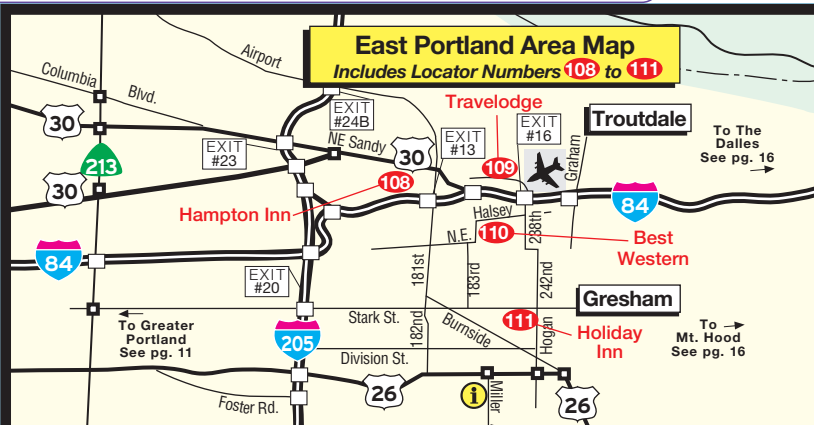 East Portland Area Map
Includes Locator Numbers 108 to 111
Airport
Columbia
Blvd.
30
213
30
84
EXIT
#23
EXIT
#24B
NE Sandy
30
EXIT
#13
Travelodge
109
EXIT
#16
Graham
Troutdale
To The
Dalles
See pg. 16
84
108
Hampton Inn
Halsey
N.E.
110
238th
Best
Western
EXIT
#20
181st
183rd
242nd
Gresham
Stark St.
182nd
Burnside
111
Hogan
Holiday
Inn
To Greater
Portland
See pg. 11
205
To
Mt. Hood
See pg. 16
Division St.
26
Foster Rd.
i
Miller
26